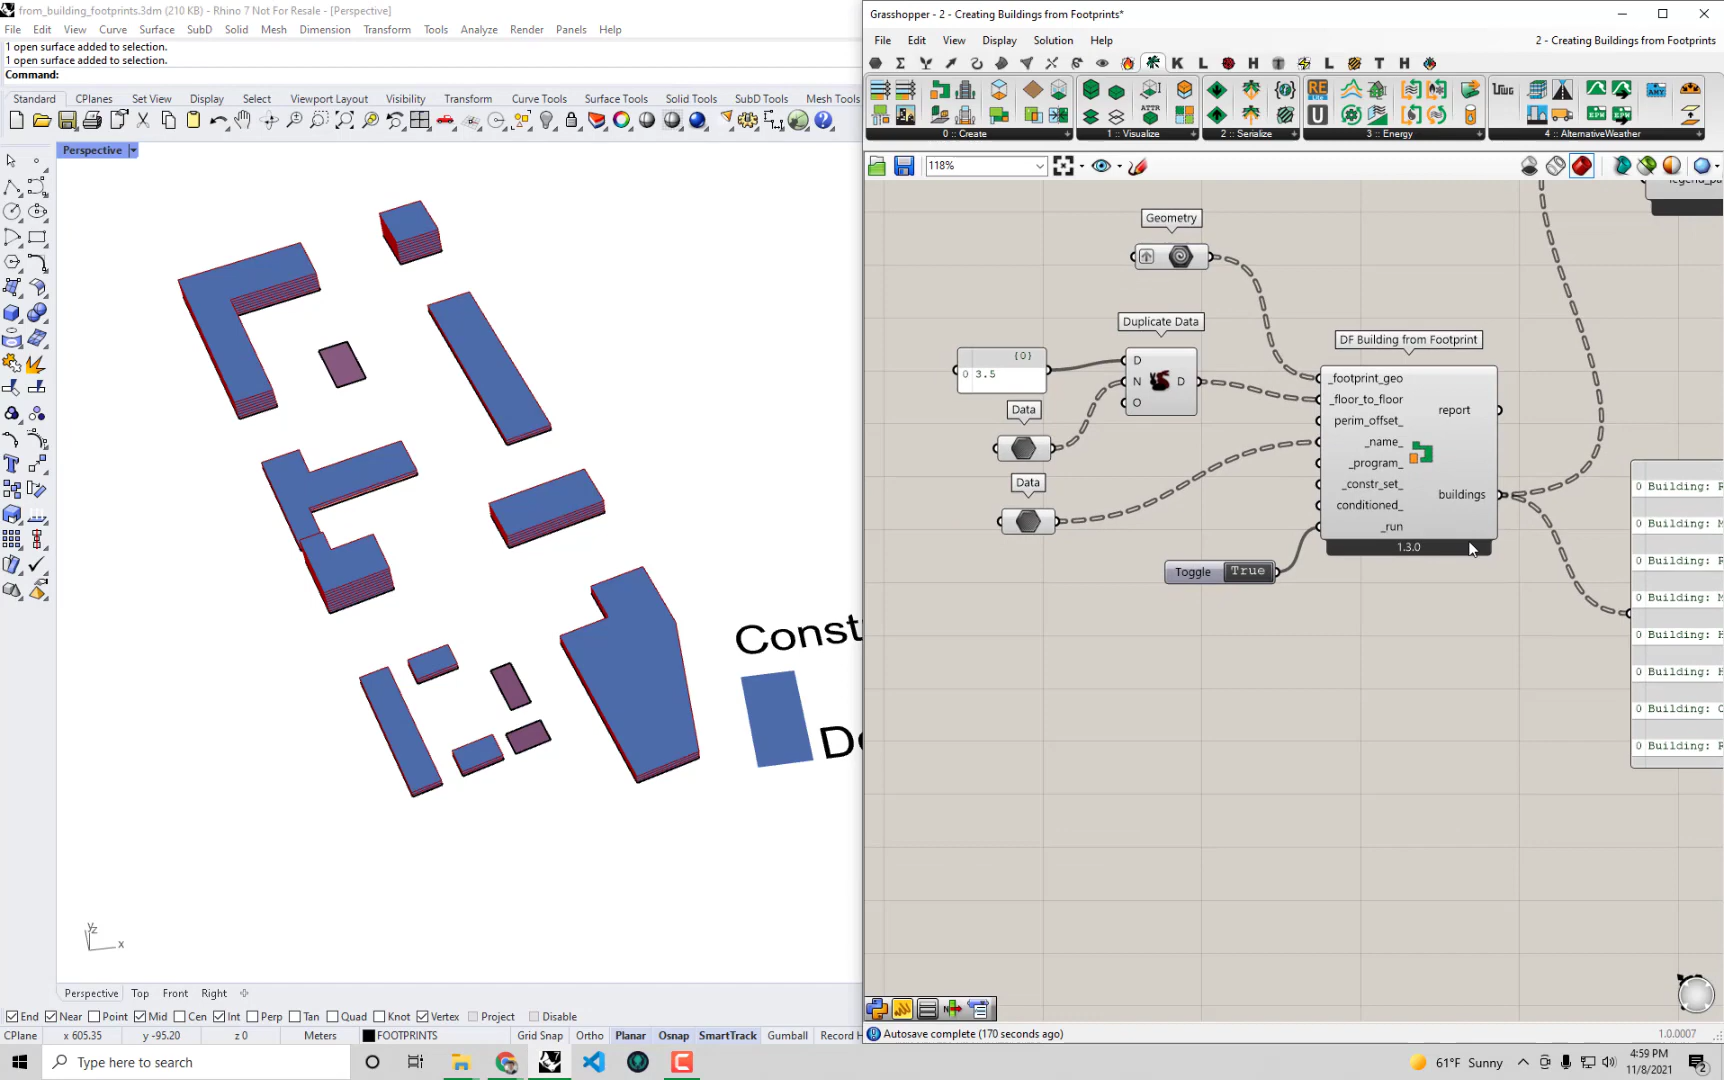 from_building_footprints.3dm (210 KB) - Rhino 7 Not For Resale - [Perspective]
File Edit View Curve Surface SubD Solid Mesh Dimension Transform Tools Analyze Render Panels Help
1 open surface added to selection.
1 open surface added to selection.
Command:
Standard CPlanes Set View Display Select Viewport Layout Visibility Transform Curve Tools Surface Tools Solid Tools SubD Tools Mesh Tools
Perspective
Const
De
y
z
x
Perspective Top Front Right
End Near Point Mid Cen Int Perp Tan Quad Knot Vertex Project Disable
CPlane x 605.35 y -95.20 z 0 Meters FOOTPRINTS Grid Snap Ortho Planar Osnap SmartTrack Gumball Record H
Grasshopper - 2 - Creating Buildings from Footprints*
File Edit View Display Solution Help
2 - Creating Buildings from Footprints
K L H L T H
ATTR
RE
U
UWG
EPW
EPW
0 :: Create 1 :: Visualize 2 :: Serialize 3 :: Energy 4 :: AlternativeWeather
118%
legend_pa
Geometry
Duplicate Data
{0}
0 3.5
D
N
O
D
Data
Data
DF Building from Footprint
_footprint_geo
_floor_to_floor
perim_offset_
_name_
_program_
_constr_set_
conditioned_
_run
report
buildings
1.3.0
Toggle True
0 Building: R
0 Building: M
0 Building: R
0 Building: M
0 Building: H
0 Building: H
0 Building: C
0 Building: R
Autosave complete (170 seconds ago)
1.0.0007
Type here to search
61°F Sunny
4:59 PM
11/8/2021
2